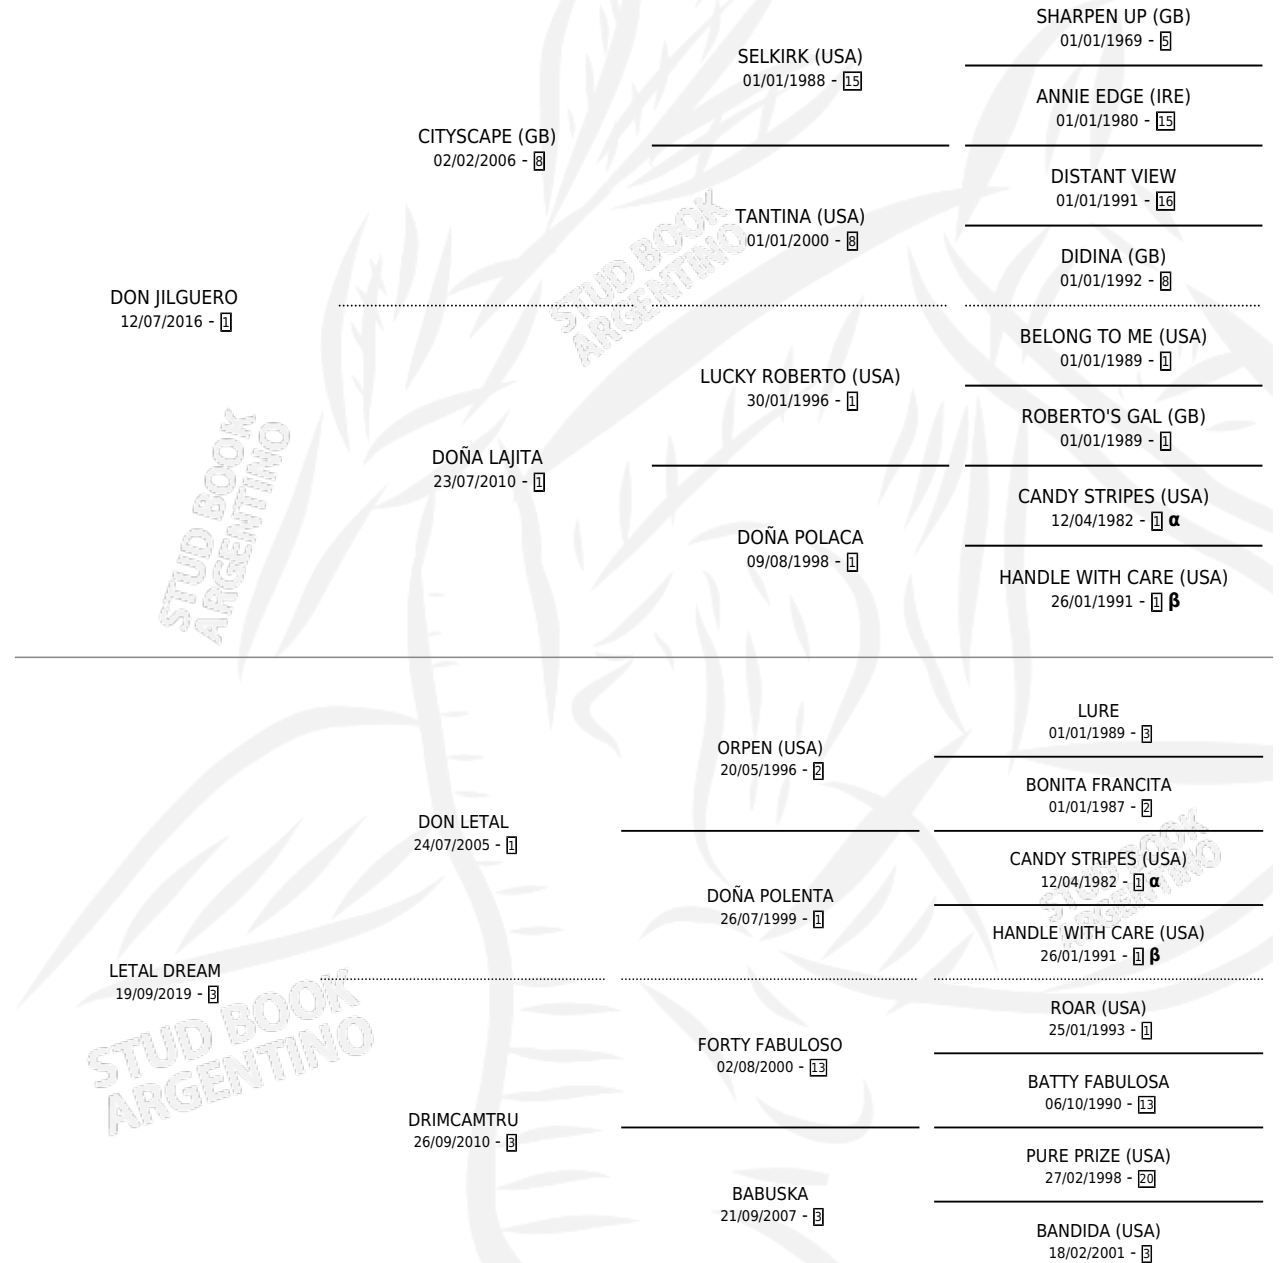 SHARPEN UP (GB)
01/01/1969 - 5
SELKIRK (USA)
01/01/1988 - 15
ANNIE EDGE (IRE)
01/01/1980 - 15
CITYSCAPE (GB)
02/02/2006 - 8
DISTANT VIEW
01/01/1991 - 16
TANTINA (USA)
01/01/2000 - 8
DIDINA (GB)
01/01/1992 - 8
DON JILGUERO
12/07/2016 - 1
BELONG TO ME (USA)
01/01/1989 - 1
LUCKY ROBERTO (USA)
30/01/1996 - 1
ROBERTO'S GAL (GB)
01/01/1989 - 1
DOÑA LAJITA
23/07/2010 - 1
CANDY STRIPES (USA)
12/04/1982 - 1 α
DOÑA POLACA
09/08/1998 - 1
HANDLE WITH CARE (USA)
26/01/1991 - 1 β
STUD BOOK
ARGENTINO
STUD BOOK
ARGENTINO
LURE
01/01/1989 - 3
ORPEN (USA)
20/05/1996 - 2
BONITA FRANCITA
01/01/1987 - 2
DON LETAL
24/07/2005 - 1
CANDY STRIPES (USA)
12/04/1982 - 1 α
DOÑA POLENTA
26/07/1999 - 1
HANDLE WITH CARE (USA)
26/01/1991 - 1 β
LETAL DREAM
19/09/2019 - 3
ROAR (USA)
25/01/1993 - 1
FORTY FABULOSO
02/08/2000 - 13
BATTY FABULOSA
06/10/1990 - 13
DRIMCAMTRU
26/09/2010 - 3
PURE PRIZE (USA)
27/02/1998 - 20
BABUSKA
21/09/2007 - 3
BANDIDA (USA)
18/02/2001 - 3
STUD BOOK
ARGENTINO
STUD BOOK
ARGENTINO